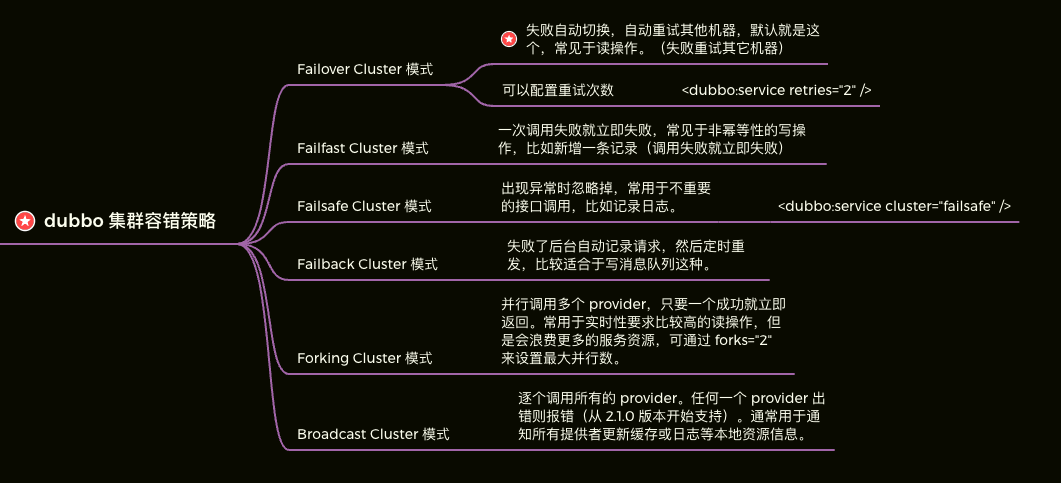 dubbo 集群容错策略
Failover Cluster 模式
失败自动切换，自动重试其他机器，默认就是这
个，常见于读操作。（失败重试其它机器）
可以配置重试次数
<dubbo:service retries="2" />
Failfast Cluster 模式
一次调用失败就立即失败，常见于非幂等性的写操
作，比如新增一条记录（调用失败就立即失败）
Failsafe Cluster 模式
出现异常时忽略掉，常用于不重要
的接口调用，比如记录日志。
<dubbo:service cluster="failsafe" />
Failback Cluster 模式
失败了后台自动记录请求，然后定时重
发，比较适合于写消息队列这种。
Forking Cluster 模式
并行调用多个 provider，只要一个成功就立即
返回。常用于实时性要求比较高的读操作，但
是会浪费更多的服务资源，可通过 forks="2"
来设置最大并行数。
Broadcast Cluster 模式
逐个调用所有的 provider。任何一个 provider 出
错则报错（从 2.1.0 版本开始支持）。通常用于通
知所有提供者更新缓存或日志等本地资源信息。